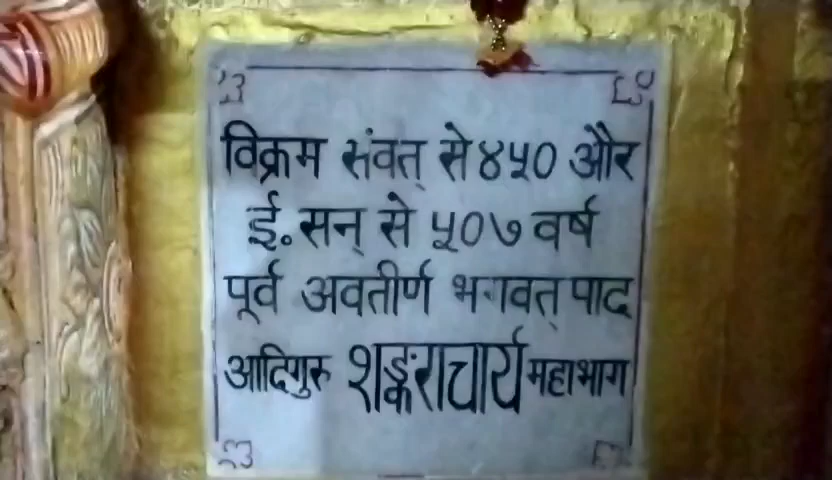 विक्रम संवत् से ४५० और
ई. सन् से ५०७ वर्ष
पूर्व अवतीर्ण भगवत् पाद
आदिगुरु शङ्कराचार्य महाभाग